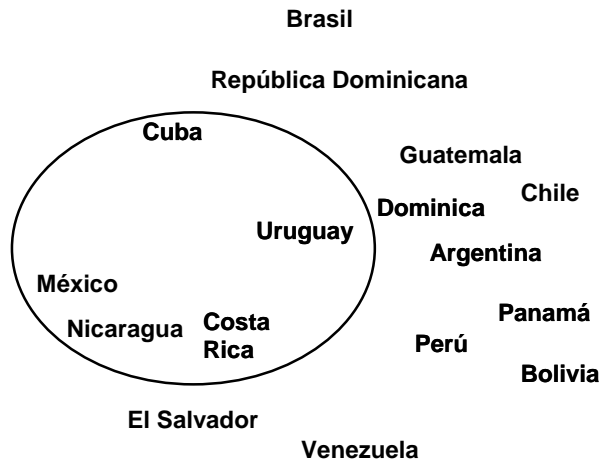 Brasil
República Dominicana
Cuba
Guatemala
Chile
Dominica
Uruguay
Argentina
México
Panamá
Nicaragua
Costa
Rica
Perú
Bolivia
El Salvador
Venezuela